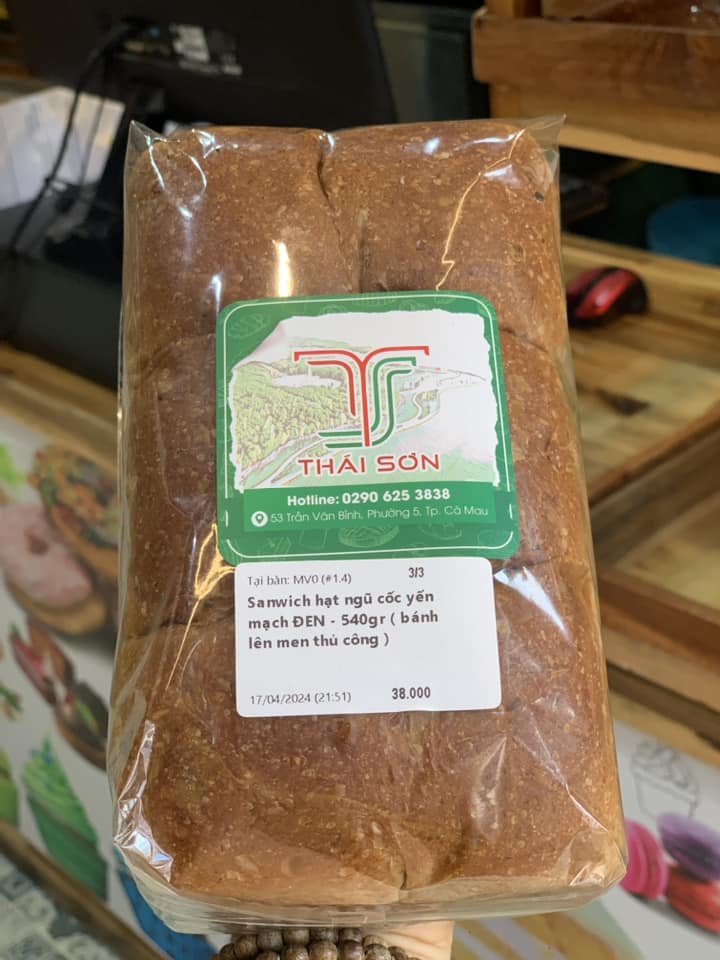 THÁI SƠN
Hotline: 0290 625 3838
53 Trần Văn Bỉnh, Phường 5, Tp. Cà Mau
Tại bàn: MV0 (#1.4) 3/3
Sanwich hạt ngũ cốc yến
mạch ĐEN - 540gr ( bánh
lên men thủ công )
17/04/2024 (21:51) 38.000